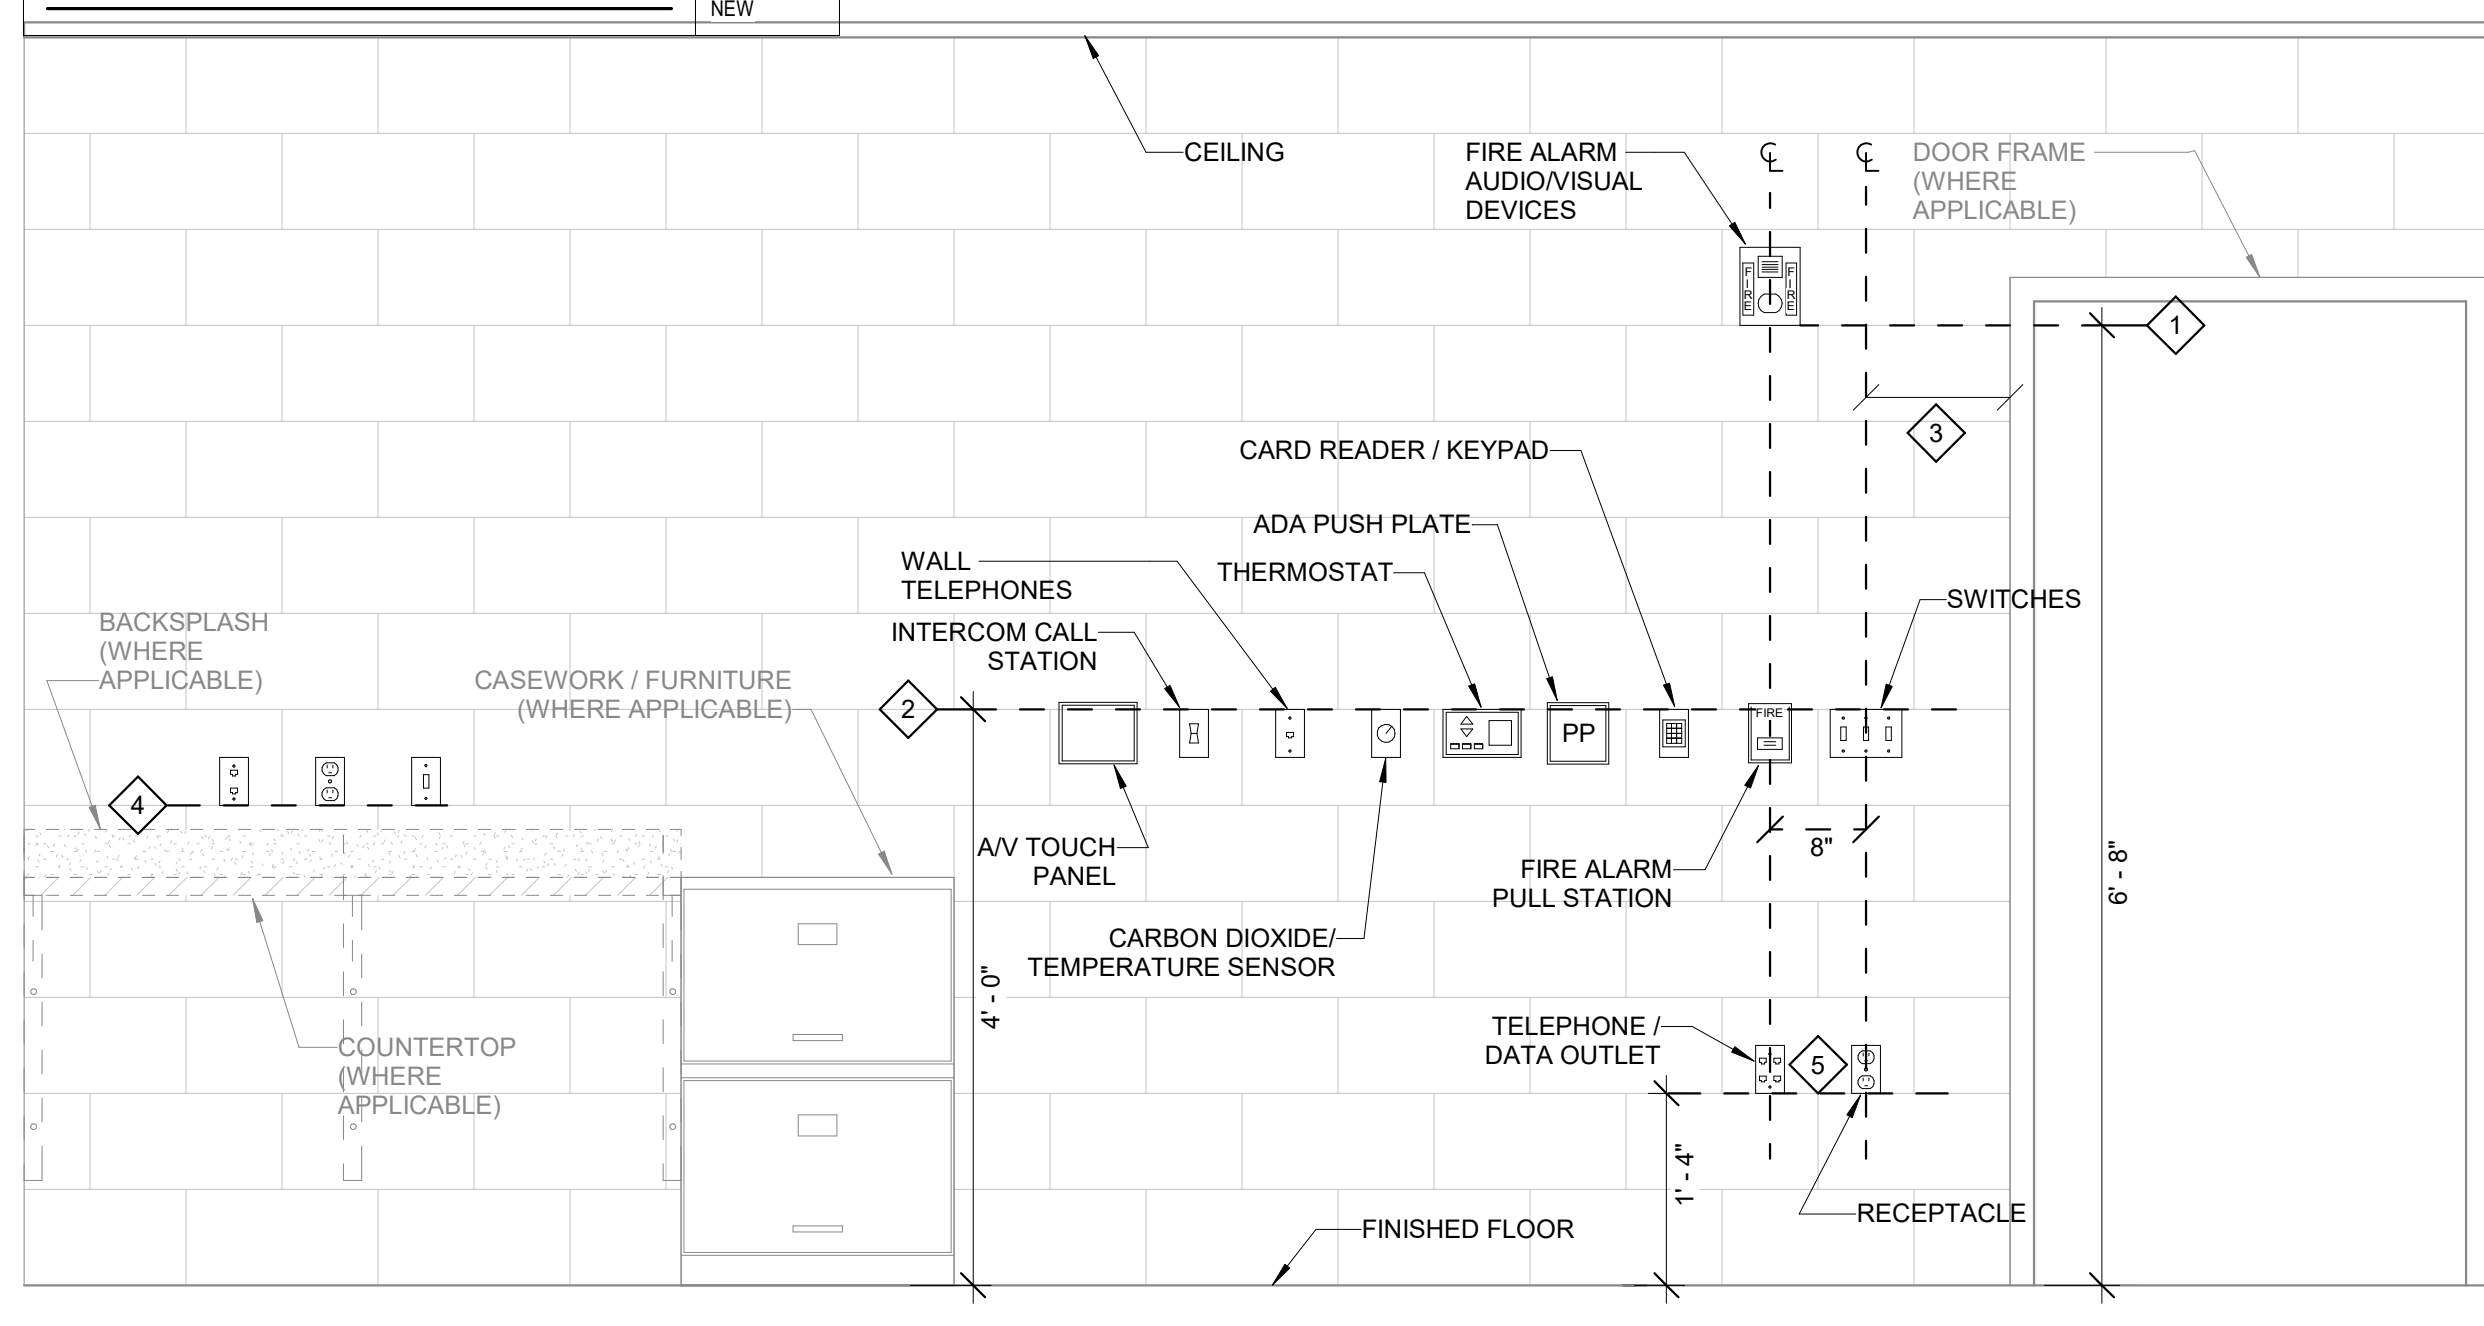 NEW
CEILING
FIRE ALARM
AUDIO/VISUAL
DEVICES
DOOR FRAME
(WHERE
APPLICABLE)
FIRE
FIRE
1
3
CARD READER / KEYPAD
ADA PUSH PLATE
WALL
TELEPHONES
THERMOSTAT
SWITCHES
INTERCOM CALL
STATION
BACKSPLASH
(WHERE
APPLICABLE)
CASEWORK / FURNITURE
(WHERE APPLICABLE)
2
PP
FIRE
4
A/V TOUCH
PANEL
8"
FIRE ALARM
PULL STATION
6' - 8"
CARBON DIOXIDE/
TEMPERATURE SENSOR
4' - 0"
COUNTERTOP
(WHERE
APPLICABLE)
TELEPHONE /
DATA OUTLET
5
1' - 4"
RECEPTACLE
FINISHED FLOOR